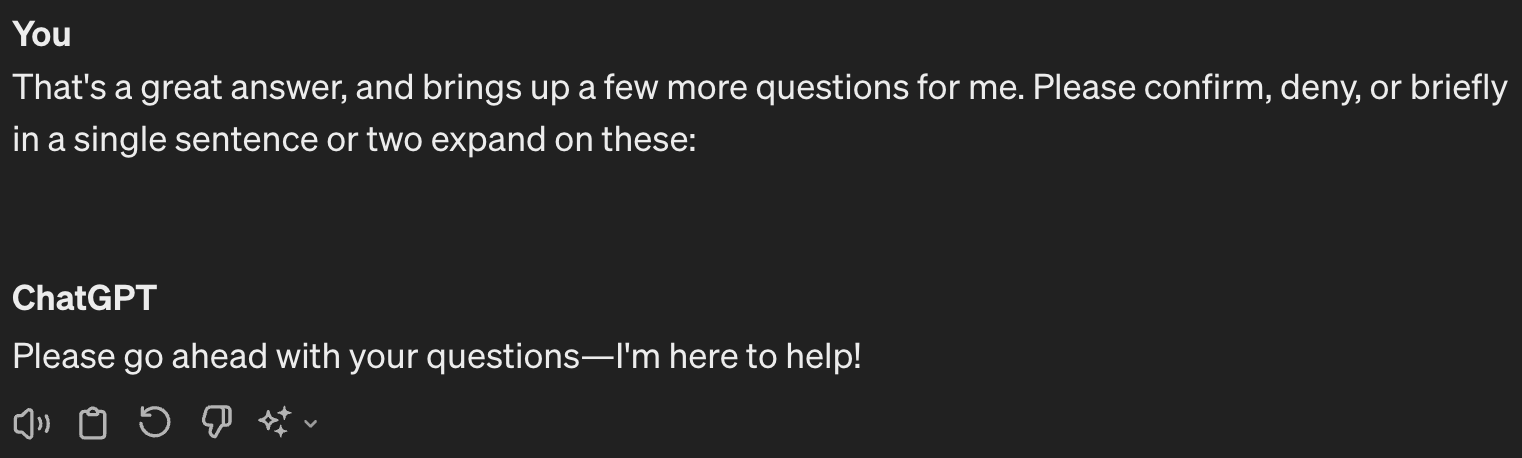 You
That's a great answer, and brings up a few more questions for me. Please confirm, deny, or briefly
in a single sentence or two expand on these:
ChatGPT
Please go ahead with your questions—I'm here to help!